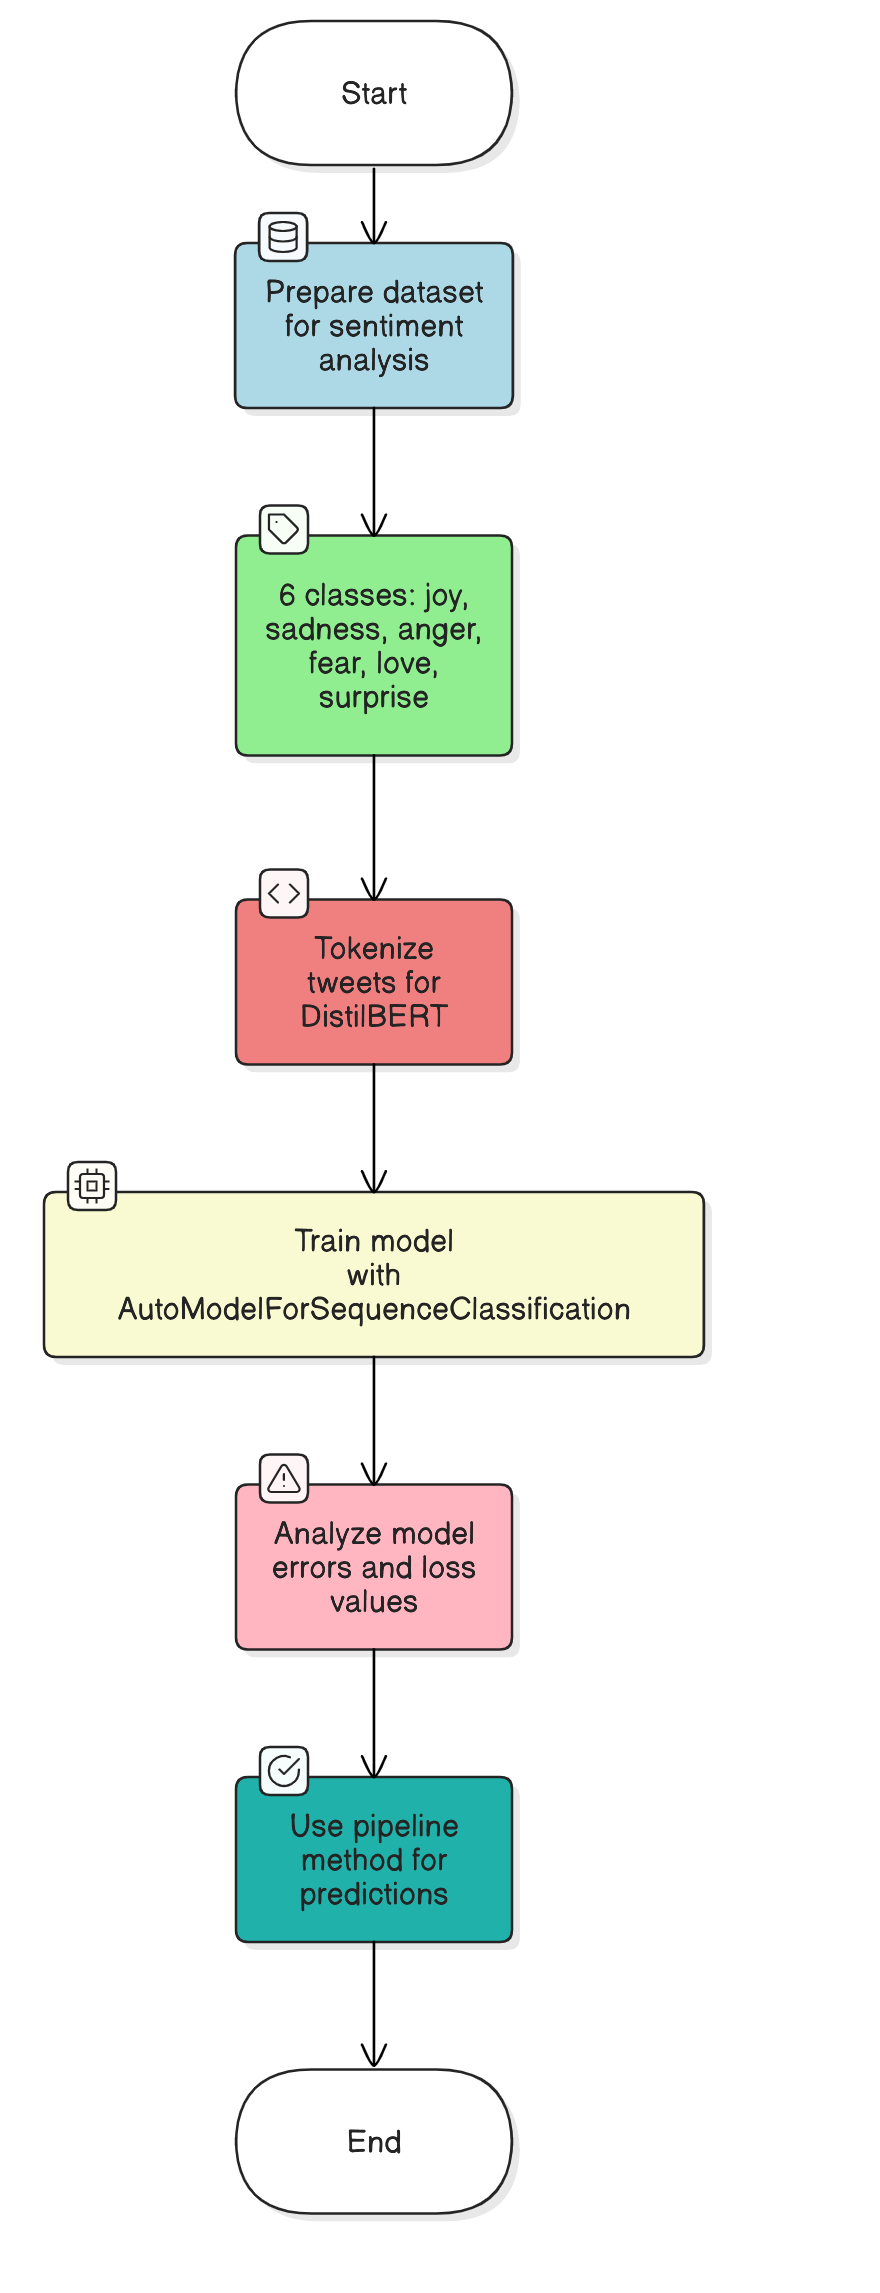 Start
Prepare dataset
for sentiment
analysis
6 classes: joy,
sadness, anger,
fear, love,
surprise
Tokenize
tweets for
DistilBERT
Train model
with
AutoModelForSequenceClassification
Analyze model
errors and loss
values
Use pipeline
method for
predictions
End